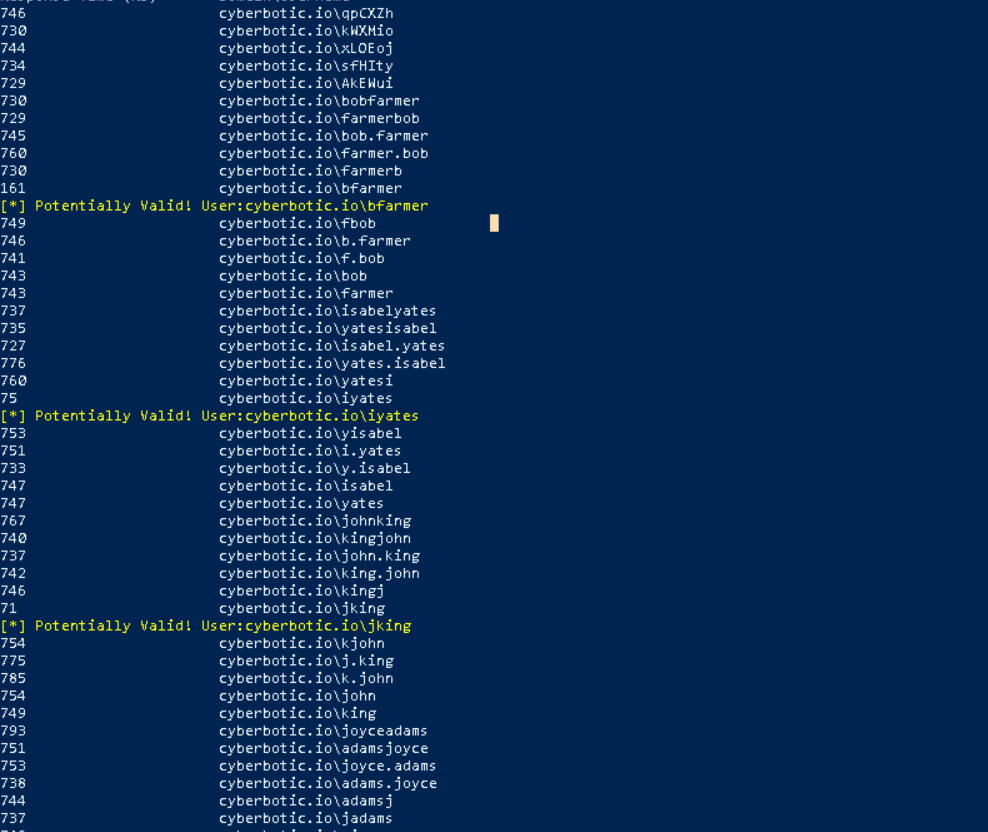 746 cyberbotic.io\qpCXZh
730 cyberbotic.io\kWXMio
744 cyberbotic.io\xLOEoj
734 cyberbotic.io\sfHIty
729 cyberbotic.io\AkEWui
730 cyberbotic.io\bobfarmer
729 cyberbotic.io\farmerbob
745 cyberbotic.io\bob.farmer
760 cyberbotic.io\farmer.bob
730 cyberbotic.io\farmerb
161 cyberbotic.io\bfarmer
[*] Potentially Valid! User:cyberbotic.io\bfarmer
749 cyberbotic.io\fbob
746 cyberbotic.io\b.farmer
741 cyberbotic.io\f.bob
743 cyberbotic.io\bob
743 cyberbotic.io\farmer
737 cyberbotic.io\isabelyates
735 cyberbotic.io\yatesisabel
727 cyberbotic.io\isabel.yates
776 cyberbotic.io\yates.isabel
760 cyberbotic.io\yatesi
75 cyberbotic.io\iyates
[*] Potentially Valid! User:cyberbotic.io\iyates
753 cyberbotic.io\yisabel
751 cyberbotic.io\i.yates
733 cyberbotic.io\y.isabel
747 cyberbotic.io\isabel
747 cyberbotic.io\yates
767 cyberbotic.io\johnking
740 cyberbotic.io\kingjohn
737 cyberbotic.io\john.king
742 cyberbotic.io\king.john
746 cyberbotic.io\kingj
71 cyberbotic.io\jking
[*] Potentially Valid! User:cyberbotic.io\jking
754 cyberbotic.io\kjohn
775 cyberbotic.io\j.king
785 cyberbotic.io\k.john
754 cyberbotic.io\john
749 cyberbotic.io\king
793 cyberbotic.io\joyceadams
751 cyberbotic.io\adamsjoyce
753 cyberbotic.io\joyce.adams
738 cyberbotic.io\adams.joyce
744 cyberbotic.io\adamsj
737 cyberbotic.io\jadams